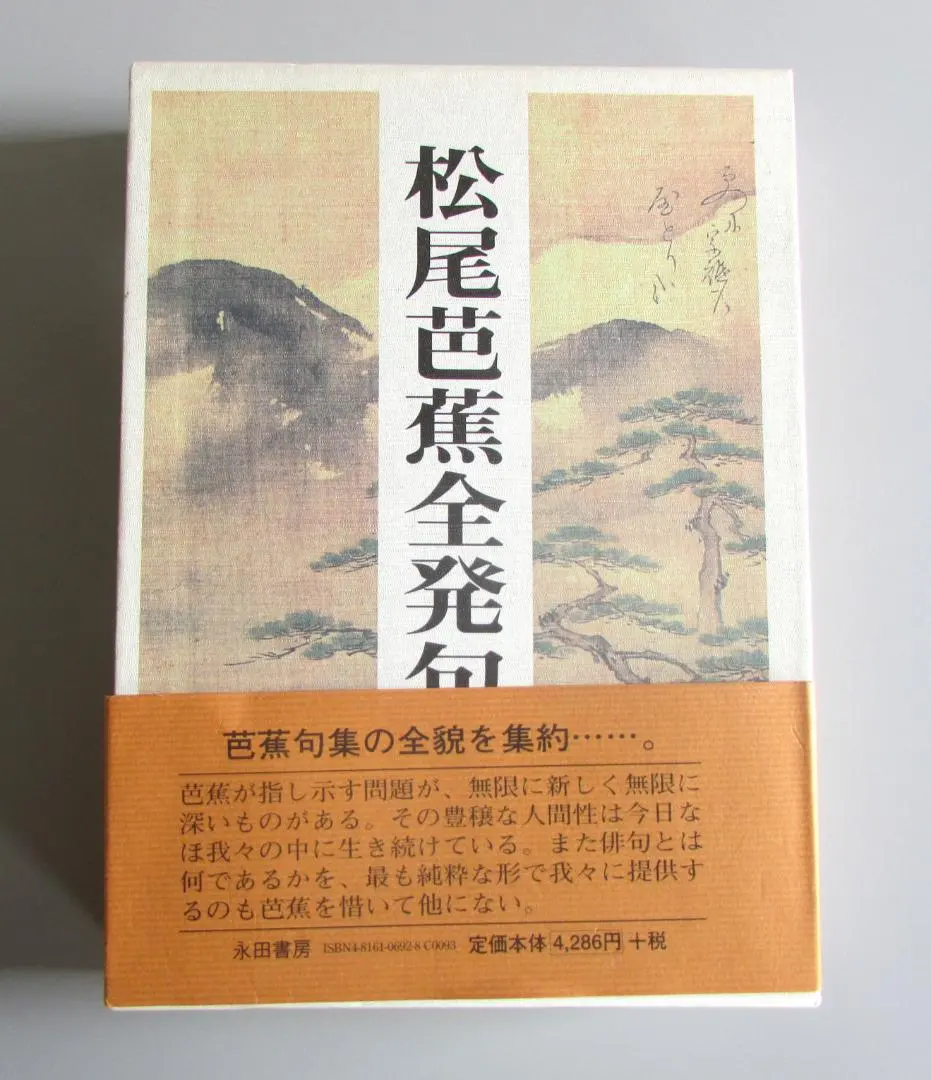 松尾芭蕉全発句
芭蕉句集の全貌を集約……。
芭蕉が指し示す問題が、無限に新しく無限に
深いものがある。その豊穣な人間性は今日な
ほ我々の中に生き続けている。また俳句とは
何であるかを、最も純粋な形で我々に提供す
るのも芭蕉を惜いて他にない。
永田書房 ISBN4-8161-0692-8 C0093 定価本体 4,286円 +税